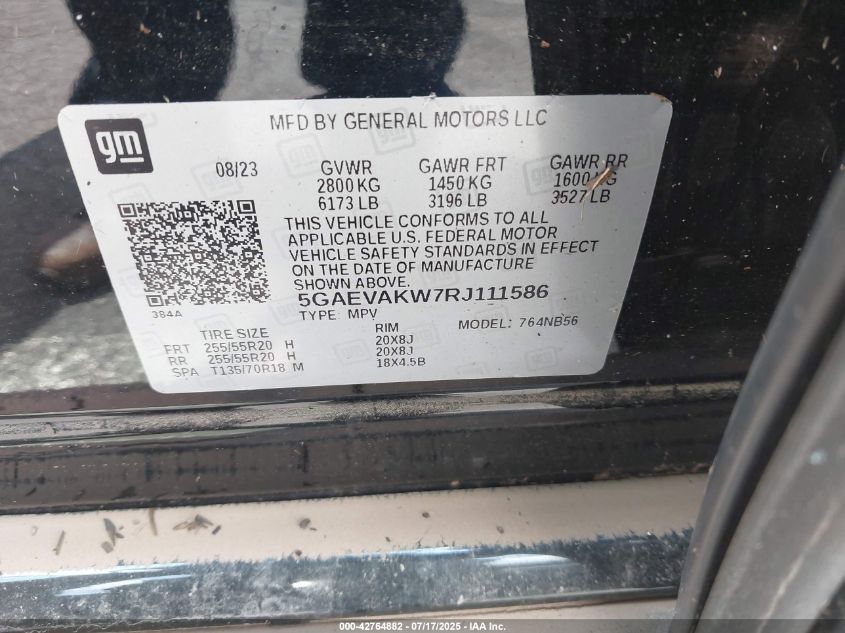 gm
MFD BY GENERAL MOTORS LLC
08/23 GVWR GAWR FRT GAWR RR
2800 KG 1450 KG 1600 KG
6173 LB 3196 LB 3527 LB
THIS VEHICLE CONFORMS TO ALL
APPLICABLE U.S. FEDERAL MOTOR
VEHICLE SAFETY STANDARDS IN EFFECT
ON THE DATE OF MANUFACTURE
SHOWN ABOVE.
384A
5GAEVAKW7RJ111586
TYPE: MPV MODEL: 764NB56
TIRE SIZE RIM
FRT 255/55R20 H 20X8J
RR 255/55R20 H 20X8J
SPA T135/70R18 M 18X4.5B
000-42764882 / 07/17/2025 - IAA Inc.